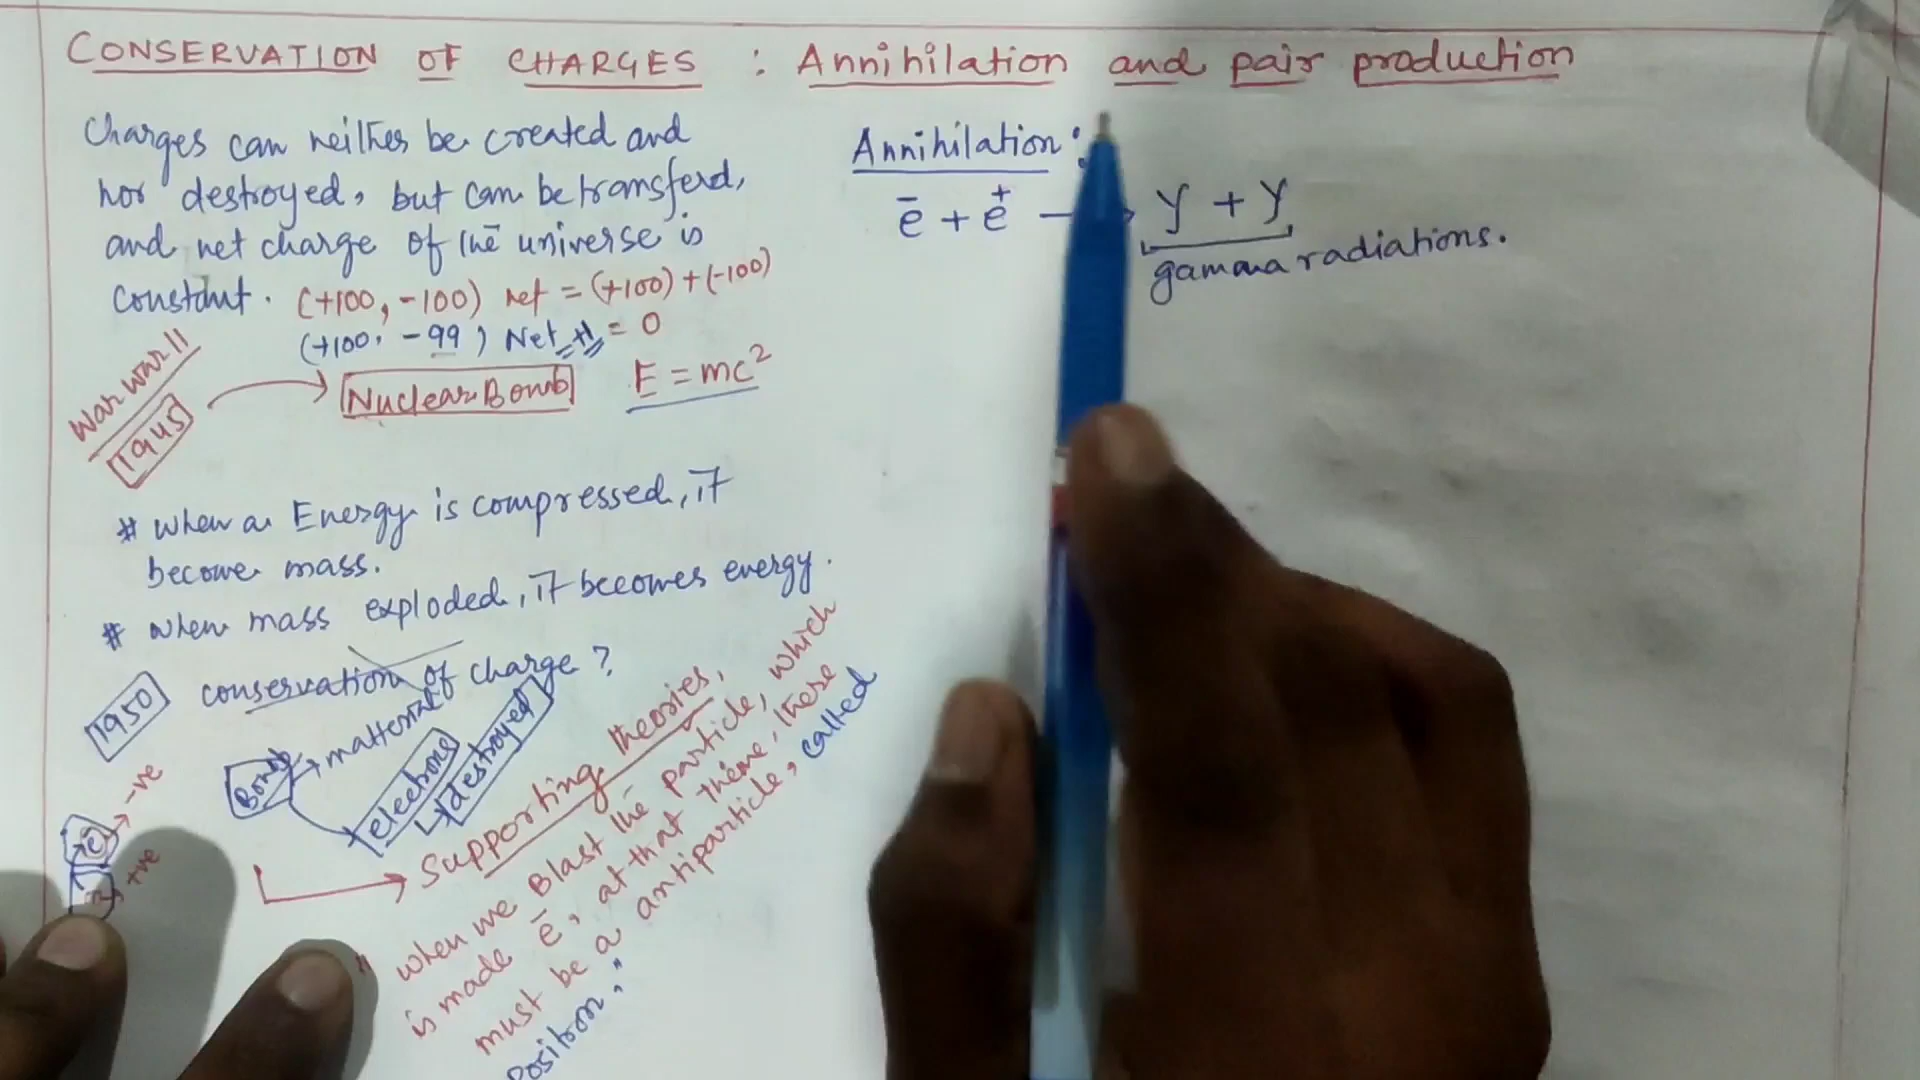 CONSERVATION OF CHARGES : Annihilation and pair production
Charges can neither be created and
nor destroyed, but can be transferd,
and net charge of the universe is
constant. (+100, -100) net = (+100) + (-100)
(+100, -99) Net +1 = 0
War war II
1945
Nuclear Bomb
E = mc²
# when a Energy is compressed, it
become mass.
# when mass exploded, it becomes energy.
1950
conservation of charge?
Bomb
electrons
destroyed
e⁻ -ve
+ve
Supporting theories,
" when we Blast the particle, which
is made e⁻, at that theme, there
must be a antiparticle, called
Positron, "
Annihilation :
e⁻ + e⁺ → γ + γ
gamma radiations.